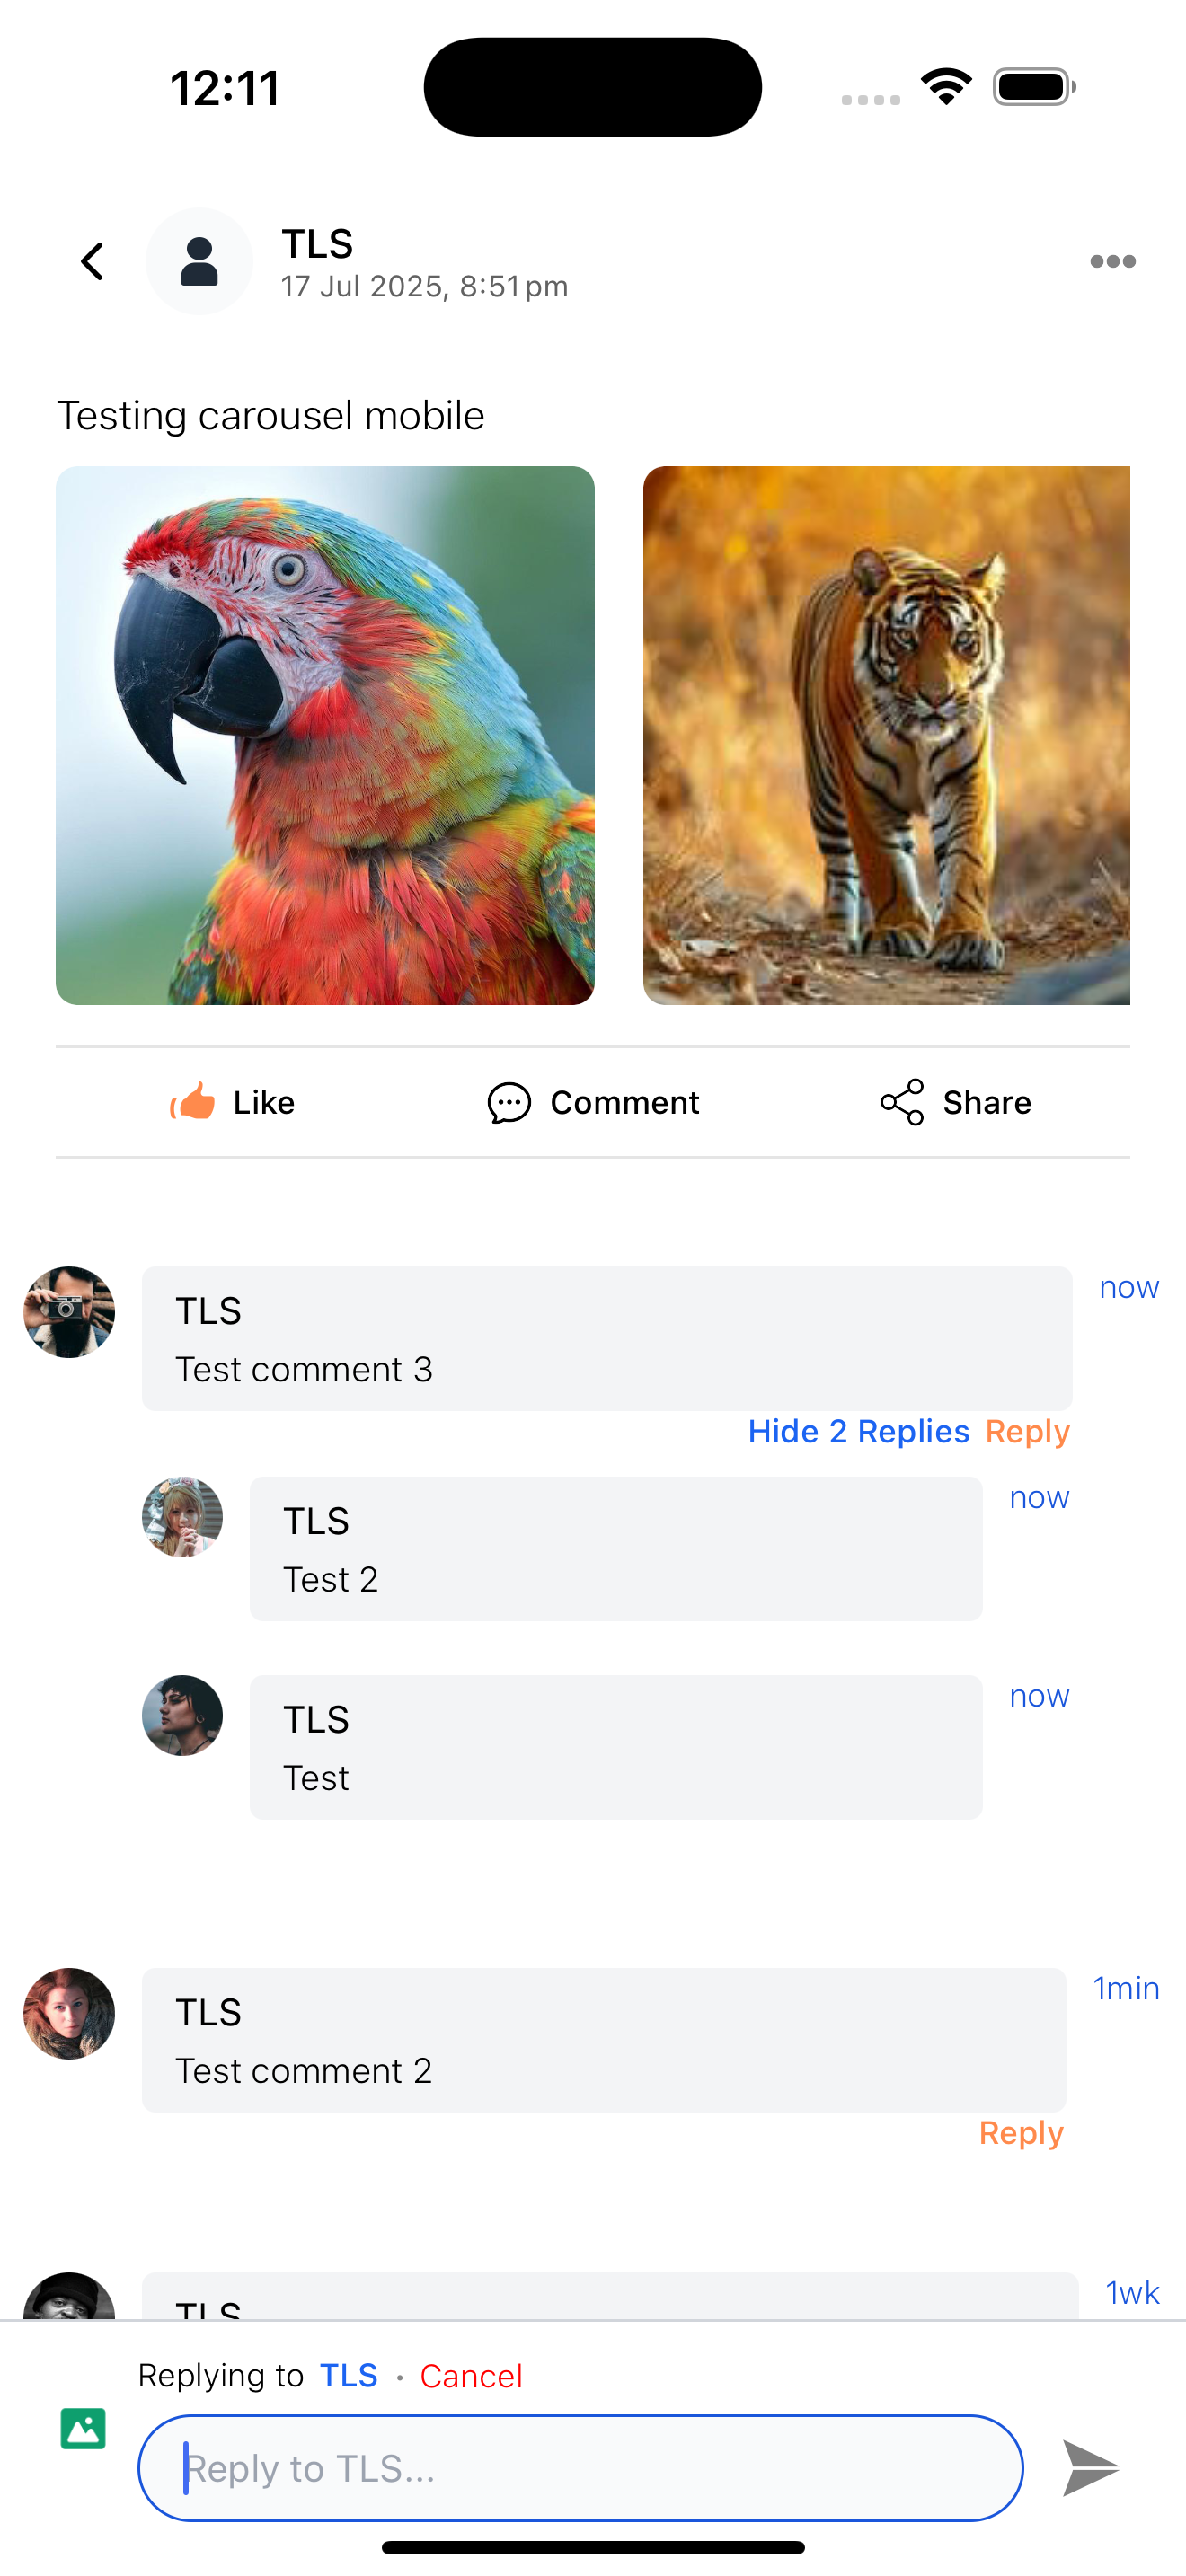 12:11
TLS
17 Jul 2025, 8:51 pm
Testing carousel mobile
Like
Comment
Share
TLS
now
Test comment 3
Hide 2 Replies Reply
TLS
now
Test 2
TLS
now
Test
TLS
1min
Test comment 2
Reply
TLS
1wk
Replying to TLS • Cancel
Reply to TLS...